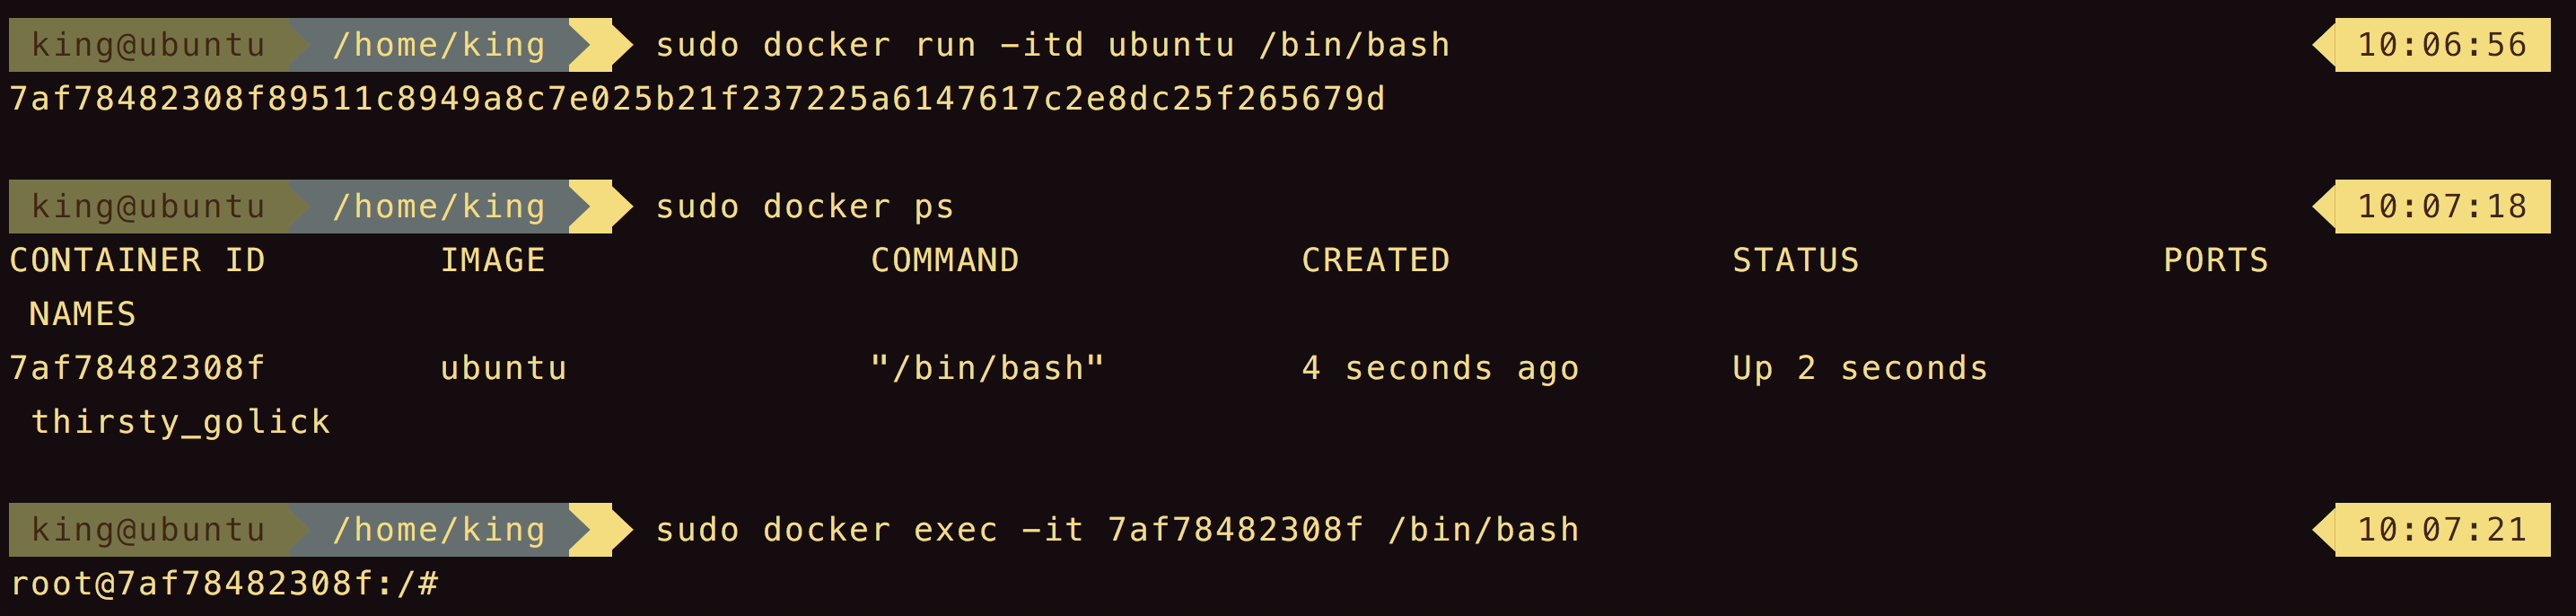 king@ubuntu /home/king sudo docker run -itd ubuntu /bin/bash 10:06:56
7af78482308f89511c8949a8c7e025b21f237225a6147617c2e8dc25f265679d
king@ubuntu /home/king sudo docker ps 10:07:18
CONTAINER ID IMAGE COMMAND CREATED STATUS PORTS
NAMES
7af78482308f ubuntu "/bin/bash" 4 seconds ago Up 2 seconds
thirsty_golick
king@ubuntu /home/king sudo docker exec -it 7af78482308f /bin/bash 10:07:21
root@7af78482308f:/#